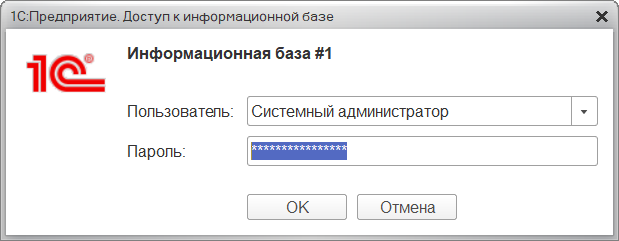 1С:Предприятие. Доступ к информационной базе
1С®
Информационная база #1
Пользователь: Системный администратор
Пароль: ****************
OK Отмена